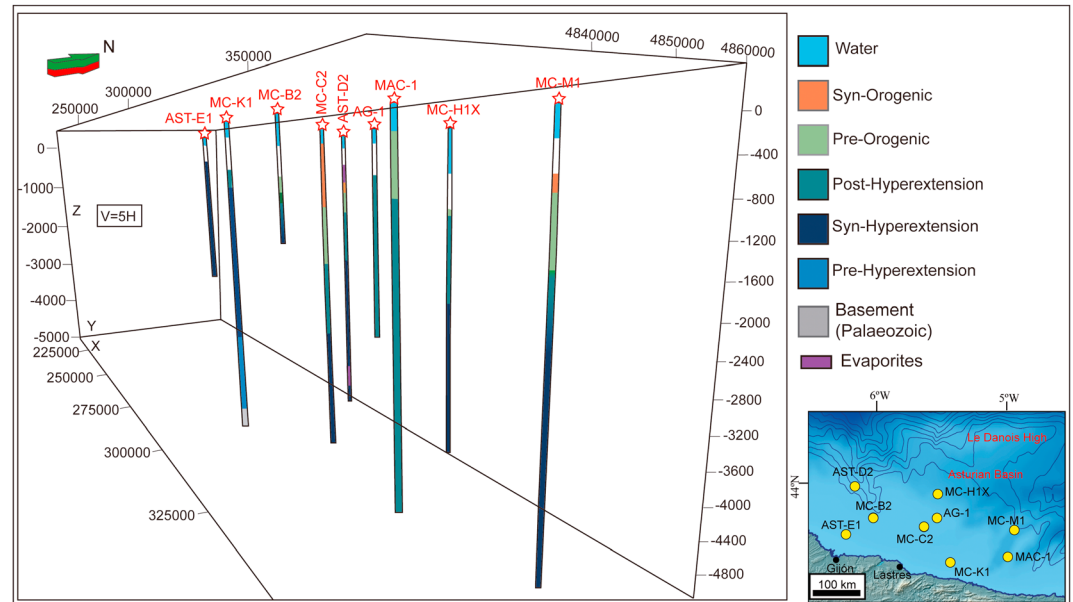 N
4840000
4850000
4860000
350000
300000
250000
MC-K1
MC-B2
MC-C2
AST-D2
MAC-1
MC-M1
AST-E1
AG-1
MC-H1X
0
-1000
-2000
-3000
-4000
-5000
Z
V=5H
Y
X
225000
250000
275000
300000
325000
0
-400
-800
-1200
-1600
-2000
-2400
-2800
-3200
-3600
-4000
-4400
-4800
Water
Syn-Orogenic
Pre-Orogenic
Post-Hyperextension
Syn-Hyperextension
Pre-Hyperextension
Basement
(Palaeozoic)
Evaporites
6ºW
5ºW
44ºN
Le Danois High
Asturian Basin
AST-D2
MC-H1X
MC-B2
AG-1
AST-E1
MC-C2
MC-M1
MAC-1
MC-K1
Gijón
Lastres
100 km